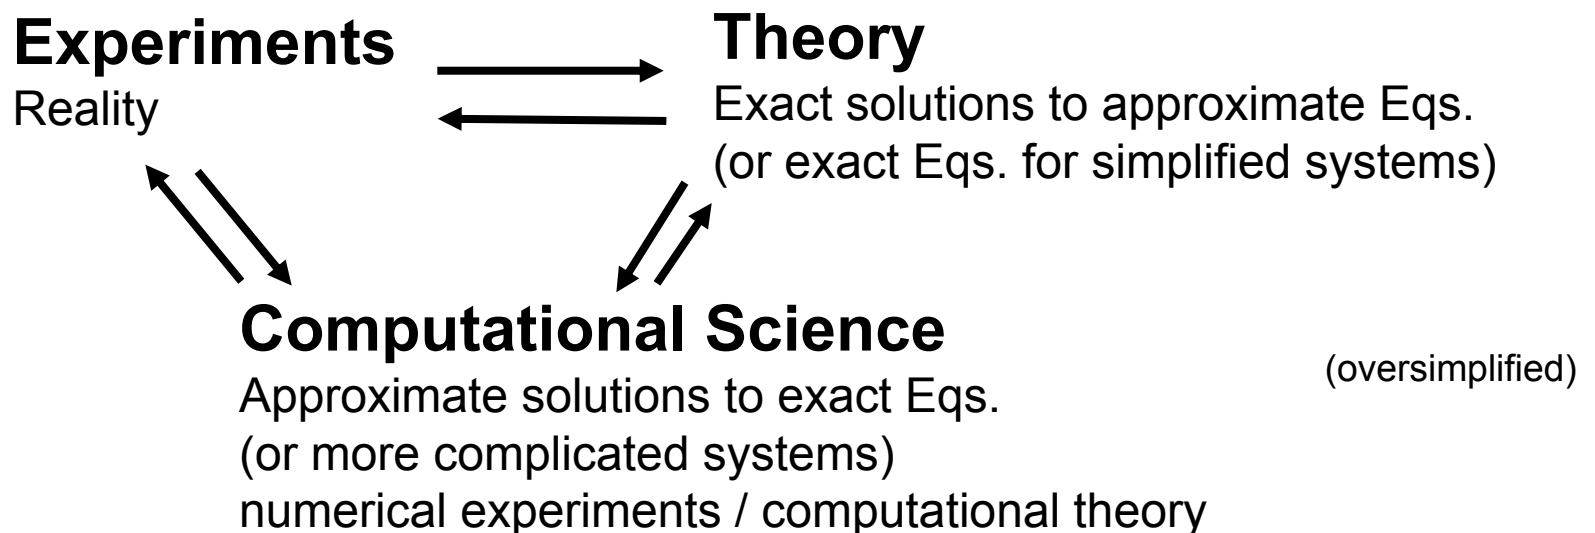 Experiments
Reality
Theory
Exact solutions to approximate Eqs.
(or exact Eqs. for simplified systems)
Computational Science
Approximate solutions to exact Eqs.
(or more complicated systems)
numerical experiments / computational theory
(oversimplified)